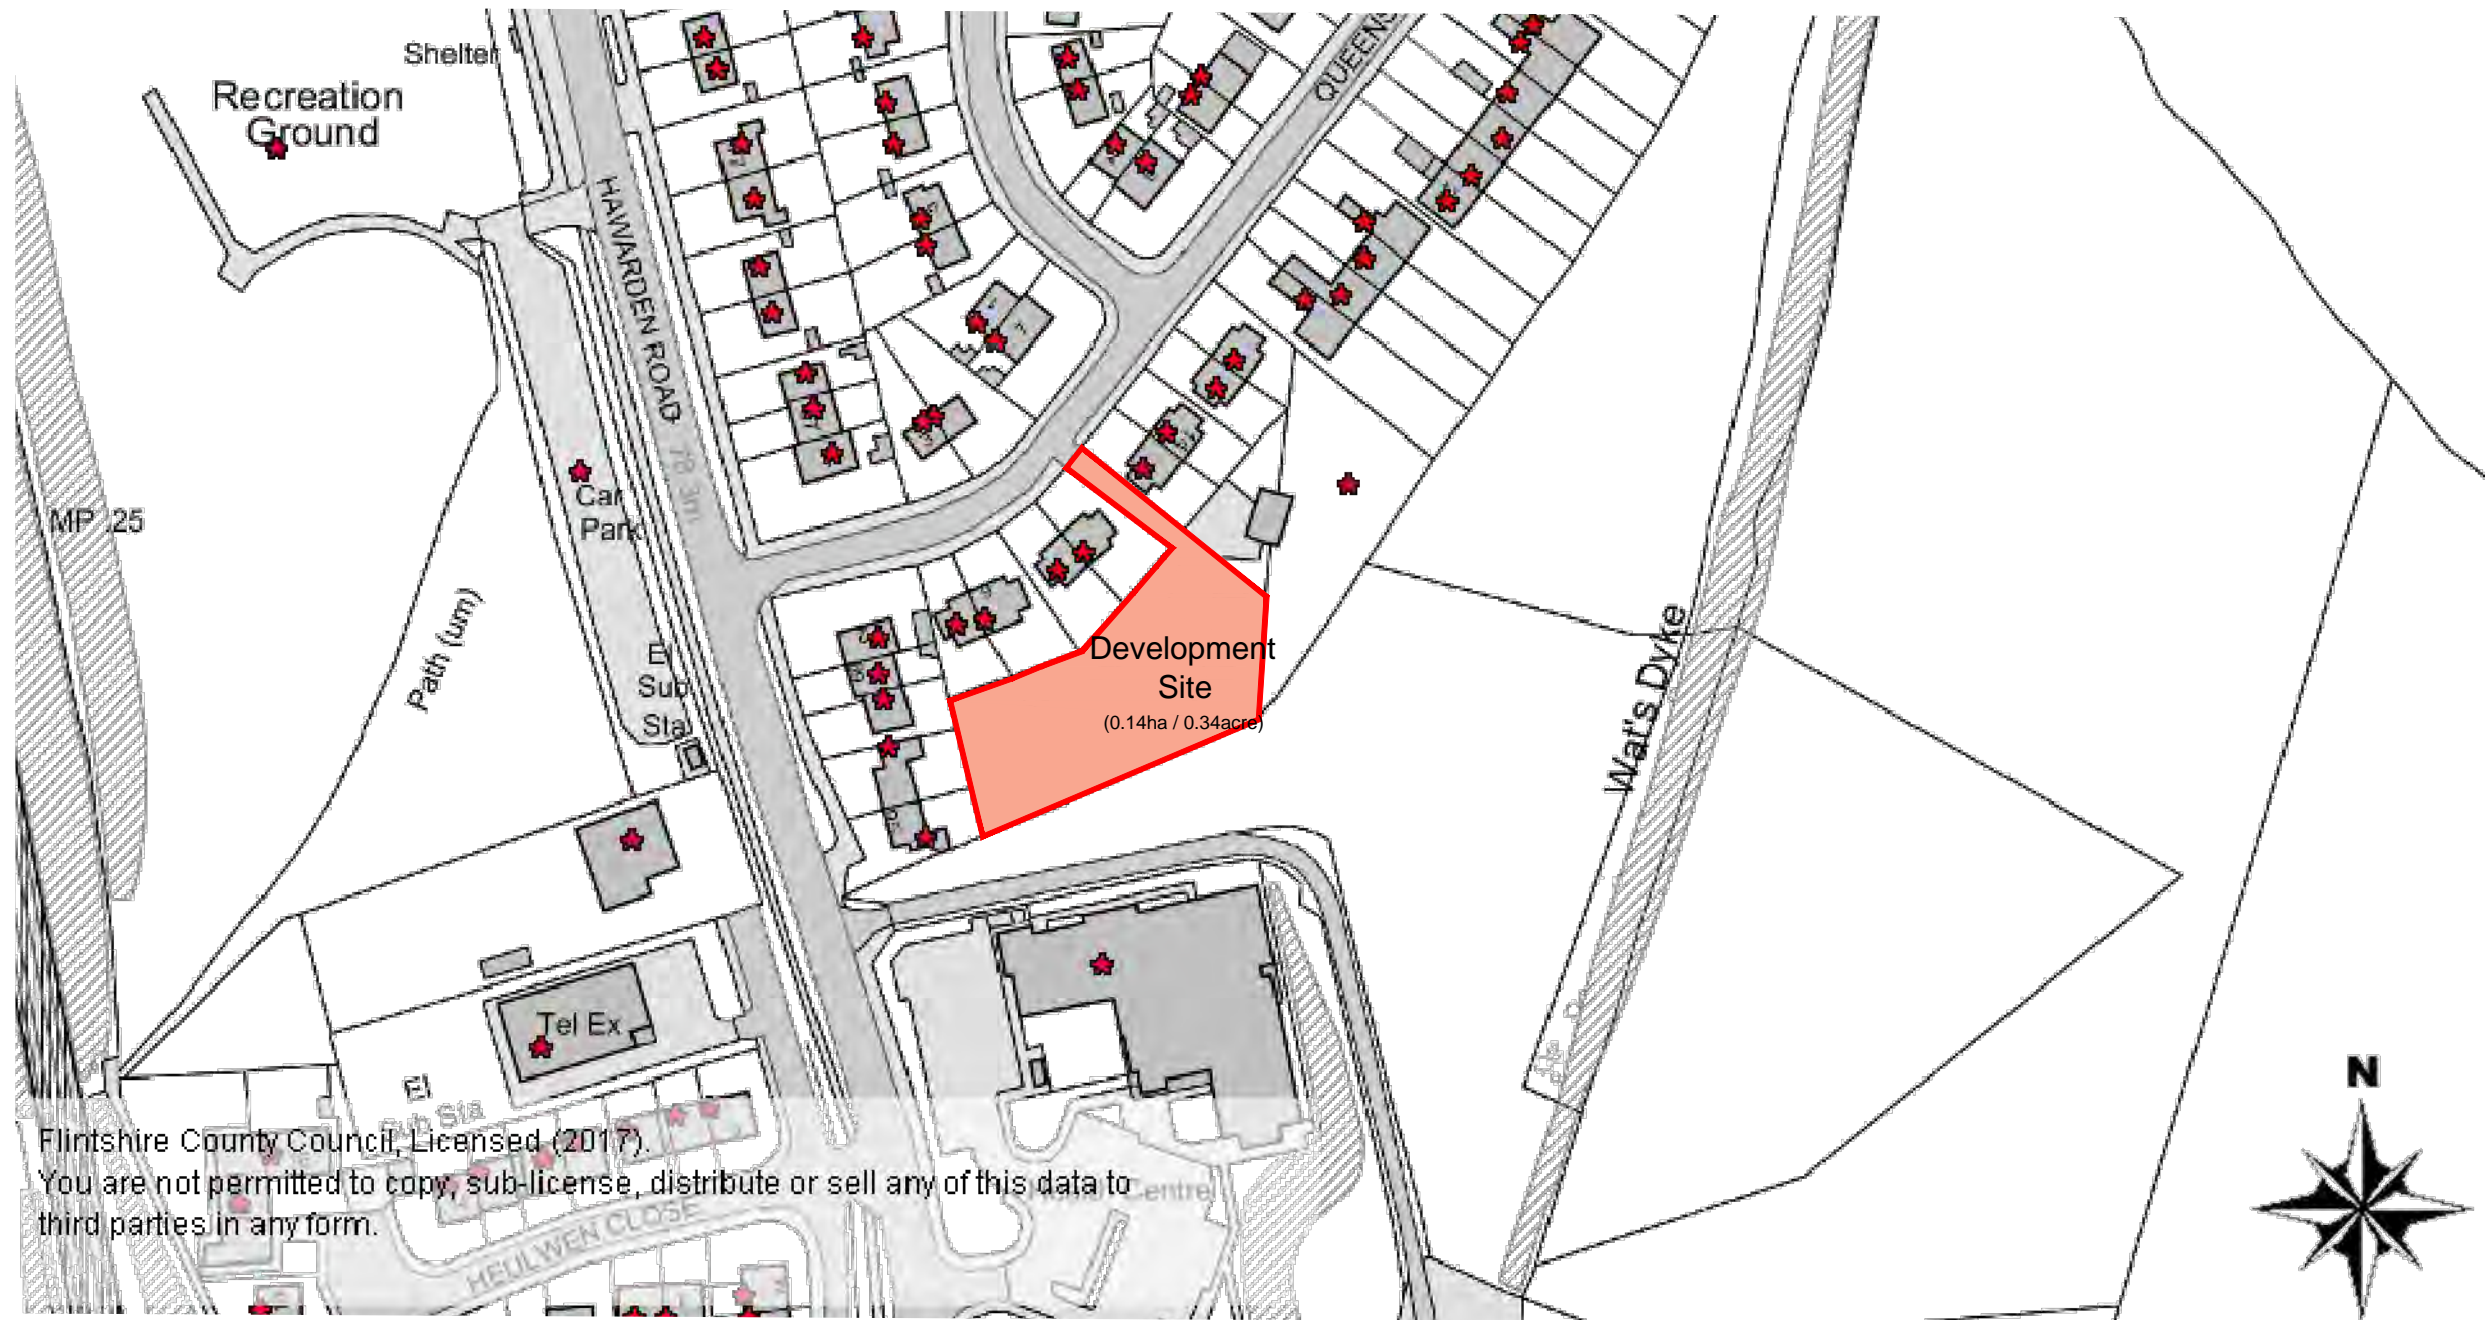 Shelter
Recreation
Ground
QUEENS
HAWARDEN ROAD
78.3m
Car
Park
MP .25
Path (um)
El
Sub
Sta
Development
Site
(0.14ha / 0.34acre)
Wat's Dyke
Tel Ex
El
Sub Sta
N
Flintshire County Council, Licensed (2017).
You are not permitted to copy, sub-license, distribute or sell any of this data to
third parties in any form.
Centre
HEULWEN CLOSE